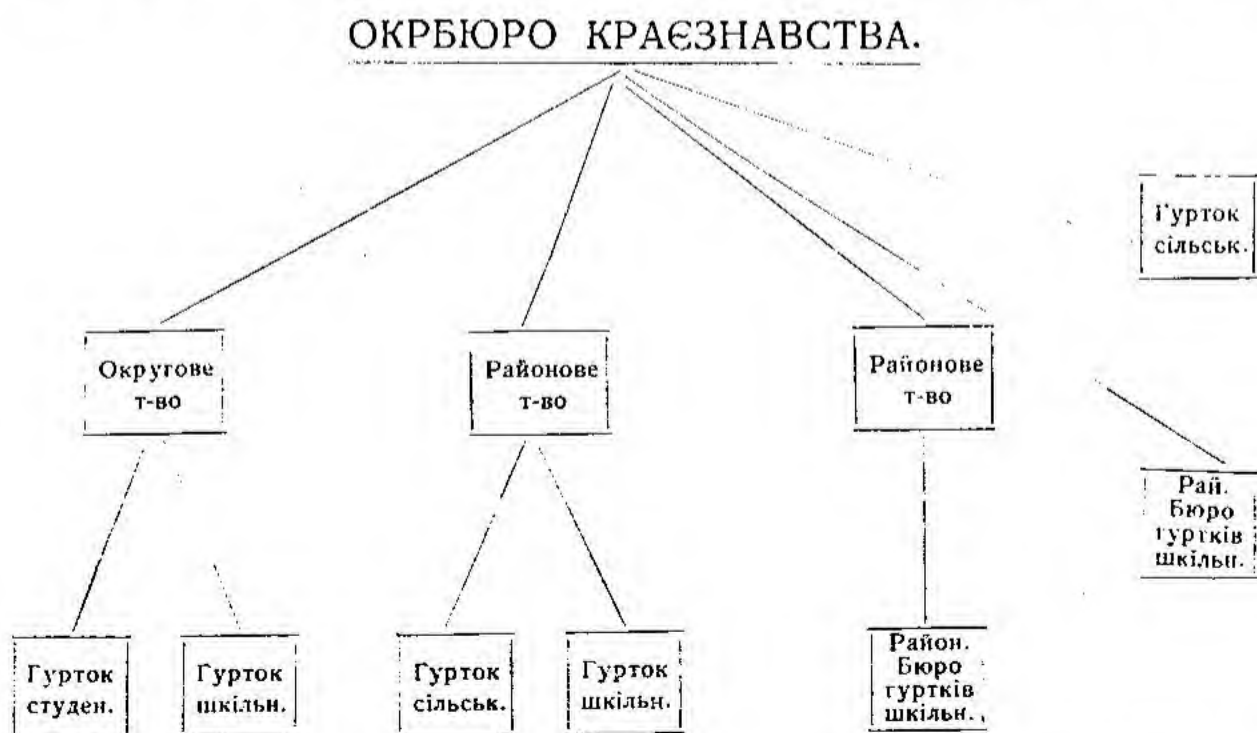 ОКРБЮРО КРАЄЗНАВСТВА.
Гурток
сільськ.
Округове
т-во
Районове
т-во
Районове
т-во
Рай.
Бюро
гуртків
шкільн.
Гурток
студен.
Гурток
шкільн.
Гурток
сільськ.
Гурток
шкільн.
Район.
Бюро
гуртків
шкільн.